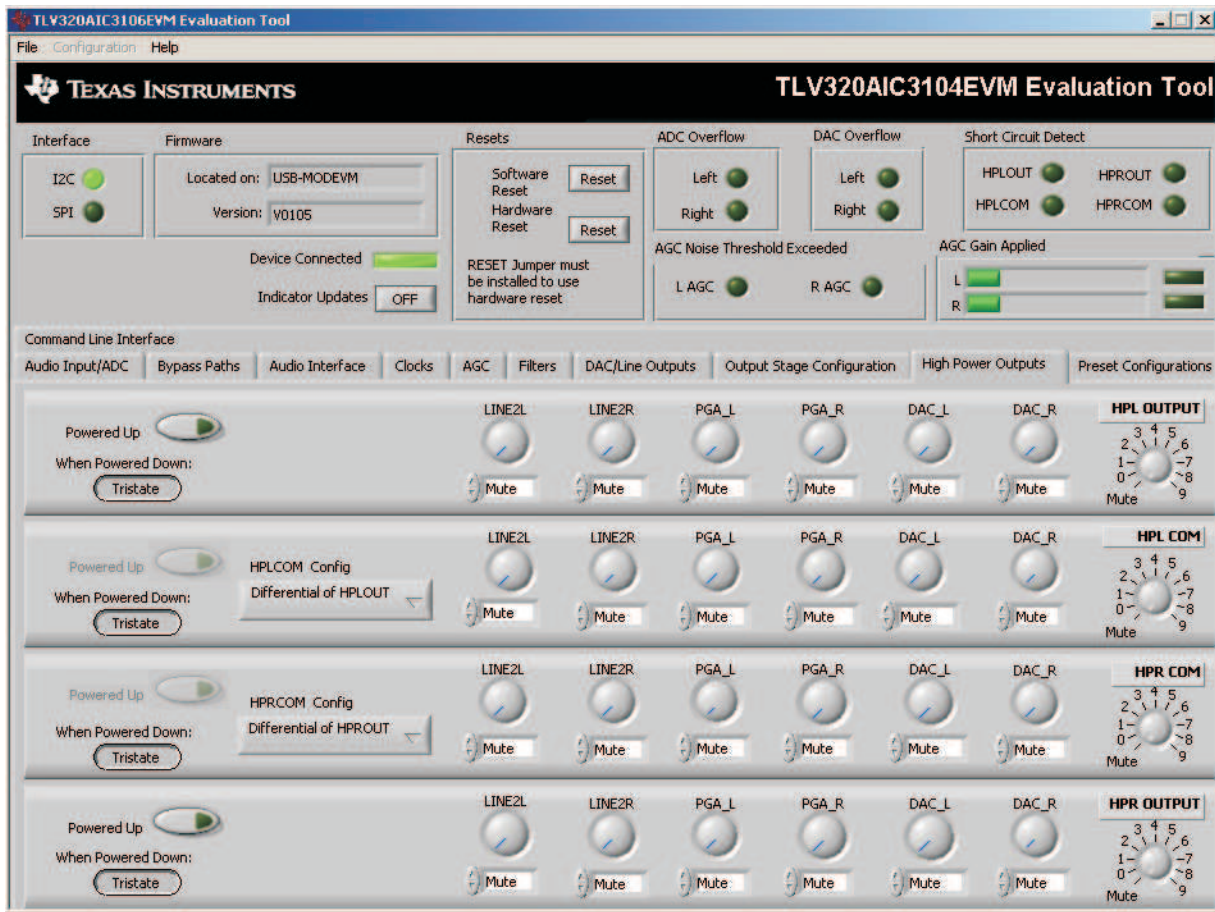 TLV320AIC3106EVM Evaluation Tool
File Configuration Help
TEXAS INSTRUMENTS
TLV320AIC3104EVM Evaluation Tool
Interface
I2C
SPI
Firmware
Located on: USB-MODEVM
Version: V0105
Device Connected
Indicator Updates OFF
Resets
Software Reset Reset
Hardware Reset Reset
RESET Jumper must
be installed to use
hardware reset
ADC Overflow
Left
Right
DAC Overflow
Left
Right
Short Circuit Detect
HPLOUT HPROUT
HPLCOM HPRCOM
AGC Noise Threshold Exceeded
L AGC R AGC
AGC Gain Applied
L
R
Command Line Interface
Audio Input/ADC Bypass Paths Audio Interface Clocks AGC Filters DAC/Line Outputs Output Stage Configuration High Power Outputs Preset Configurations
Powered Up
When Powered Down:
Tristate
LINE2L LINE2R PGA_L PGA_R DAC_L DAC_R
Mute Mute Mute Mute Mute Mute
HPL OUTPUT
Mute 0 1 2 3 4 5 6 7 8 9
Powered Up
When Powered Down:
Tristate
HPLCOM Config
Differential of HPLOUT
LINE2L LINE2R PGA_L PGA_R DAC_L DAC_R
Mute Mute Mute Mute Mute Mute
HPL COM
Mute 0 1 2 3 4 5 6 7 8 9
Powered Up
When Powered Down:
Tristate
HPRCOM Config
Differential of HPROUT
LINE2L LINE2R PGA_L PGA_R DAC_L DAC_R
Mute Mute Mute Mute Mute Mute
HPR COM
Mute 0 1 2 3 4 5 6 7 8 9
Powered Up
When Powered Down:
Tristate
LINE2L LINE2R PGA_L PGA_R DAC_L DAC_R
Mute Mute Mute Mute Mute Mute
HPR OUTPUT
Mute 0 1 2 3 4 5 6 7 8 9